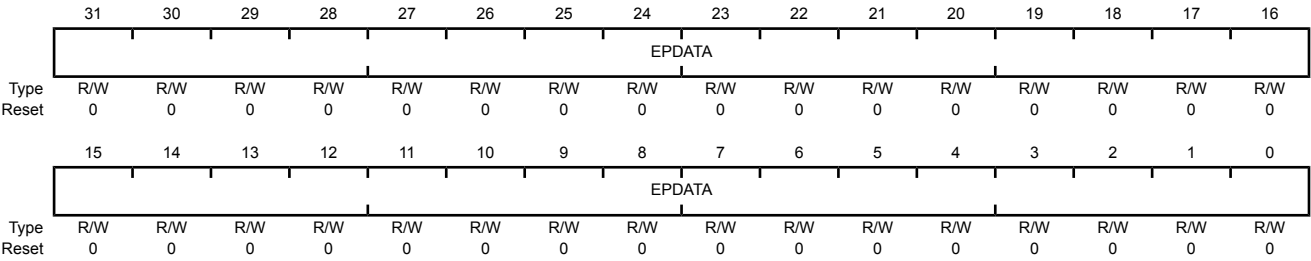 31 30 29 28 27 26 25 24 23 22 21 20 19 18 17 16
EPDATA
Type R/W R/W R/W R/W R/W R/W R/W R/W R/W R/W R/W R/W R/W R/W R/W R/W
Reset 0 0 0 0 0 0 0 0 0 0 0 0 0 0 0 0
15 14 13 12 11 10 9 8 7 6 5 4 3 2 1 0
EPDATA
Type R/W R/W R/W R/W R/W R/W R/W R/W R/W R/W R/W R/W R/W R/W R/W R/W
Reset 0 0 0 0 0 0 0 0 0 0 0 0 0 0 0 0